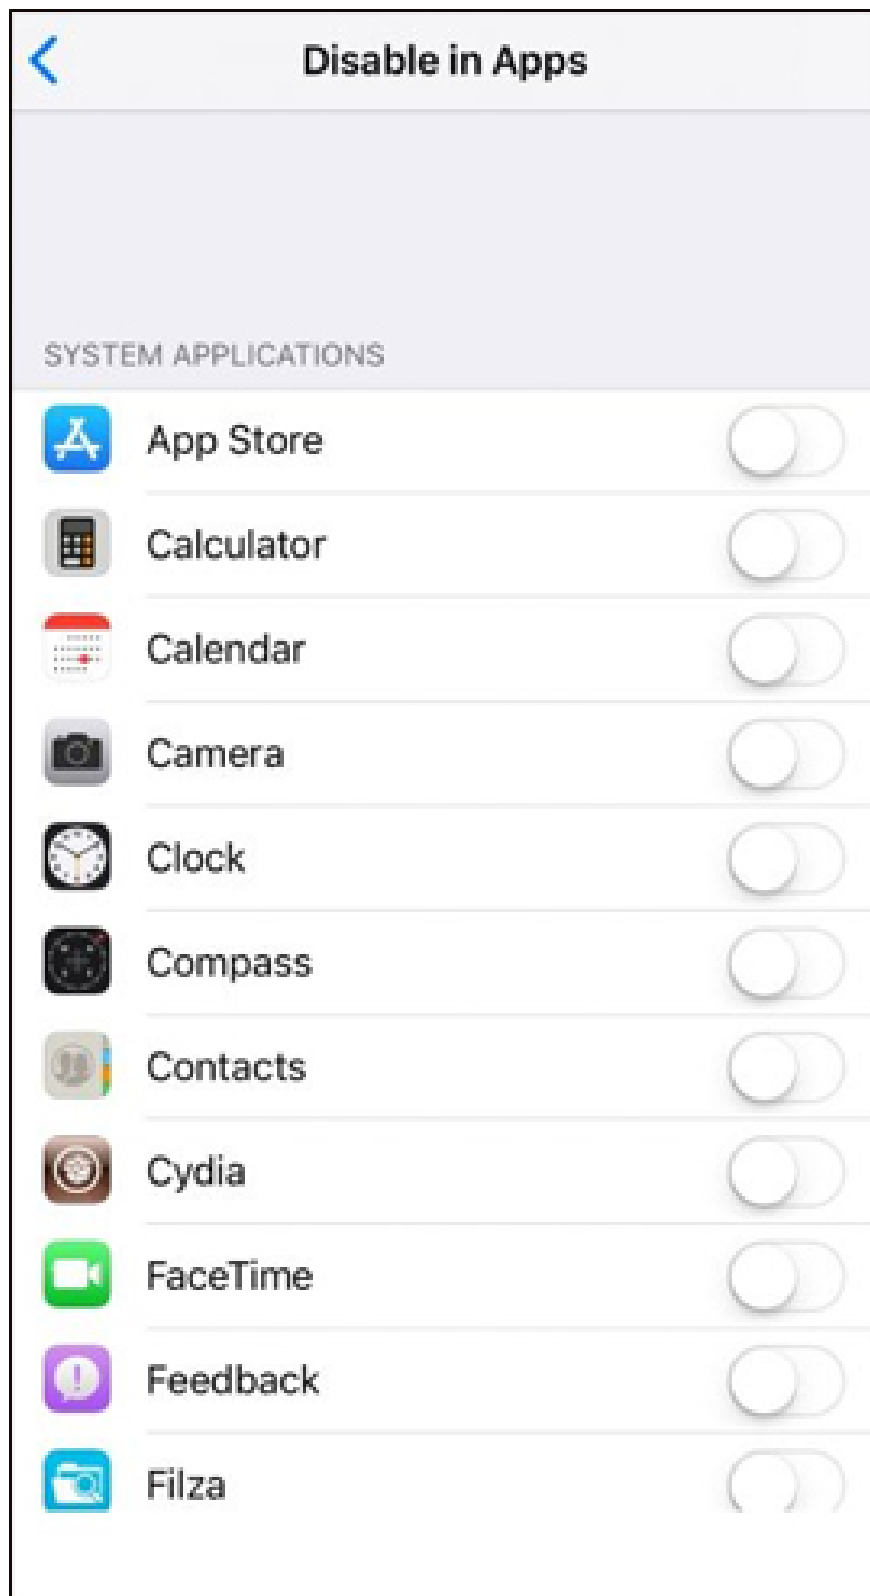 Disable in Apps
SYSTEM APPLICATIONS
App Store
Calculator
Calendar
Camera
Clock
Compass
Contacts
Cydia
FaceTime
Feedback
Filza